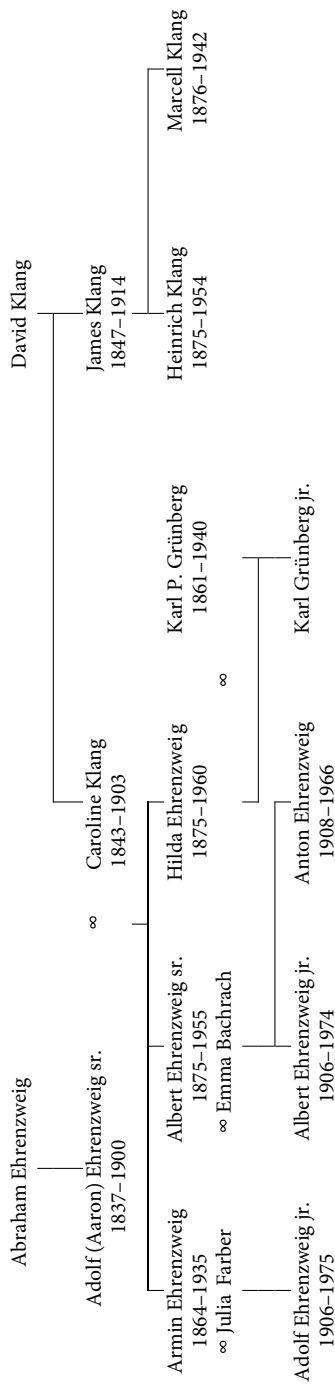 Abraham Ehrenzweig
David Klang
Adolf (Aaron) Ehrenzweig sr.
1837–1900
∞
Caroline Klang
1843–1903
James Klang
1847–1914
Armin Ehrenzweig
1864–1935
∞ Julia Farber
Albert Ehrenzweig sr.
1875–1955
∞ Emma Bachrach
Hilda Ehrenzweig
1875–1960
∞
Karl P. Grünberg
1861–1940
Heinrich Klang
1875–1954
Marcell Klang
1876–1942
Adolf Ehrenzweig jr.
1906–1975
Albert Ehrenzweig jr.
1906–1974
Anton Ehrenzweig
1908–1966
Karl Grünberg jr.